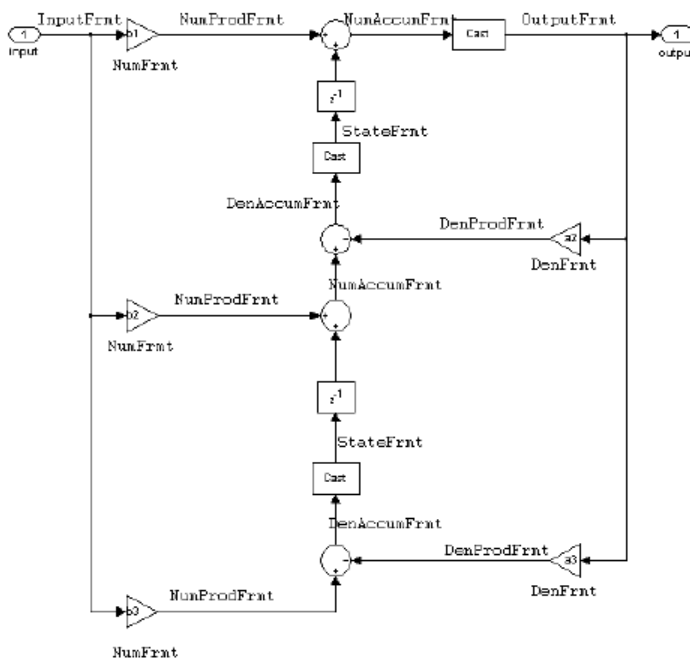 InputFrmt NumProdFrmt NumAccumFrmt OutputFrmt
1 b1 Cast 1
input NumFrmt output
z-1
StateFrmt
Cast
DenAccumFrmt
DenProdFrmt
a2
DenFrmt
NumAccumFrmt
NumProdFrmt
b2
NumFrmt
z-1
StateFrmt
Cast
DenAccumFrmt
DenProdFrmt
a3
NumProdFrmt
DenFrmt
b3
NumFrmt